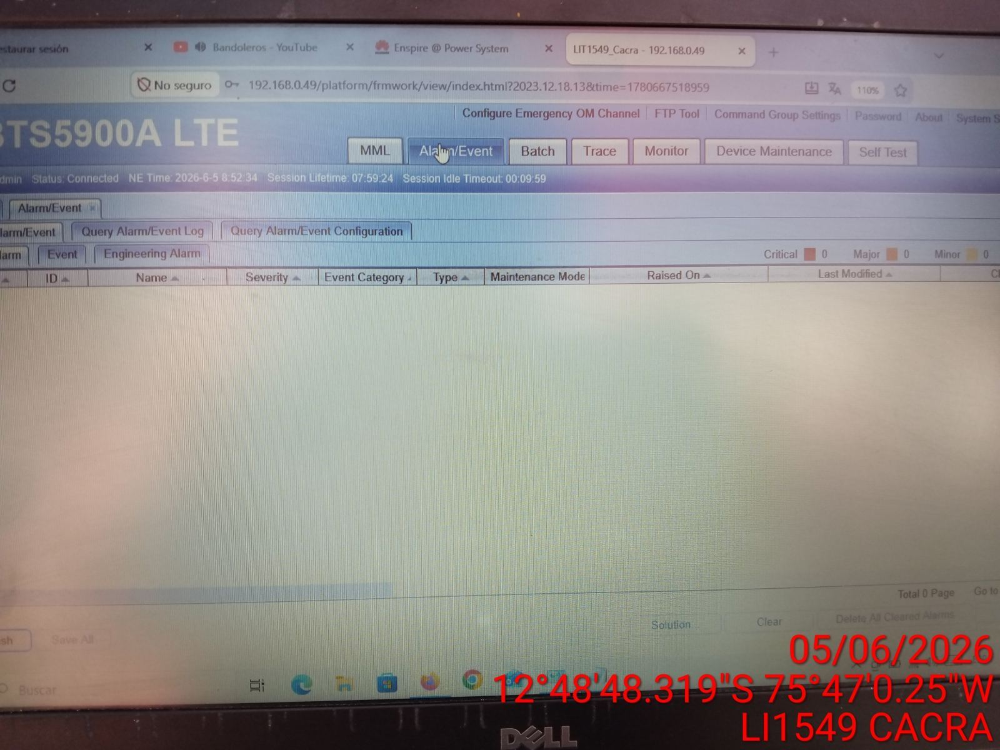 estaurar sesión
Bandoleros - YouTube
Enspire @ Power System
LIT1549_Cacra - 192.168.0.49
No seguro
192.168.0.49/platform/frmwork/view/index.html?2023.12.18.13&time=1780667518959
110%
Configure Emergency OM Channel
FTP Tool
Command Group Settings
Password
About
System S
BTS5900A LTE
MML
Alarm/Event
Batch
Trace
Monitor
Device Maintenance
Self Test
dmin Status: Connected NE Time: 2026-6-5 8:52:34 Session Lifetime: 07:59:24 Session Idle Timeout: 00:09:59
Alarm/Event
larm/Event
Query Alarm/Event Log
Query Alarm/Event Configuration
larm
Event
Engineering Alarm
Critical 0 Major 0 Minor 0
ID Name Severity Event Category Type Maintenance Mode Raised On Last Modified Cl
Total 0 Page Go to
Solution
Clear
Delete All Cleared Alarms
sh
Save All
Buscar
DELL
05/06/2026
12°48'48.319"S 75°47'0.25"W
LI1549 CACRA